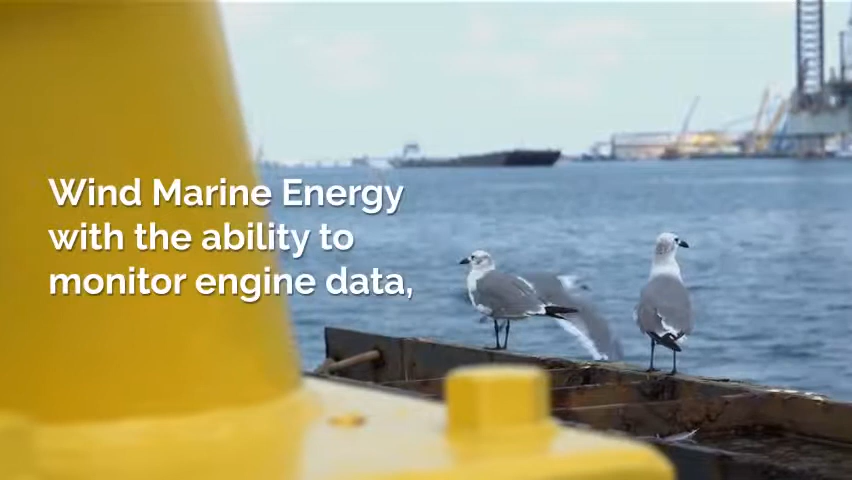 Wind Marine Energy
with the ability to
monitor engine data,